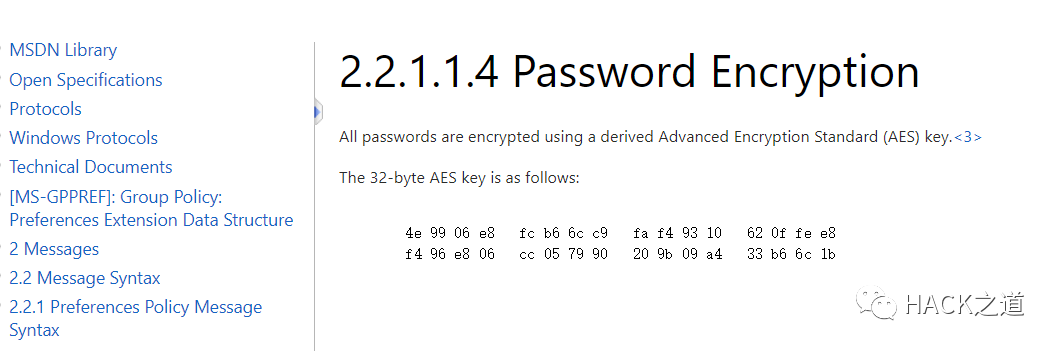 MSDN Library
Open Specifications
Protocols
Windows Protocols
Technical Documents
[MS-GPPREF]: Group Policy:
Preferences Extension Data Structure
2 Messages
2.2 Message Syntax
2.2.1 Preferences Policy Message
Syntax
2.2.1.1.4 Password Encryption
All passwords are encrypted using a derived Advanced Encryption Standard (AES) key.<3>
The 32-byte AES key is as follows:
4e 99 06 e8 fc b6 6c c9 fa f4 93 10 62 0f fe e8
f4 96 e8 06 cc 05 79 90 20 9b 09 a4 33 b6 6c 1b
HACK之道